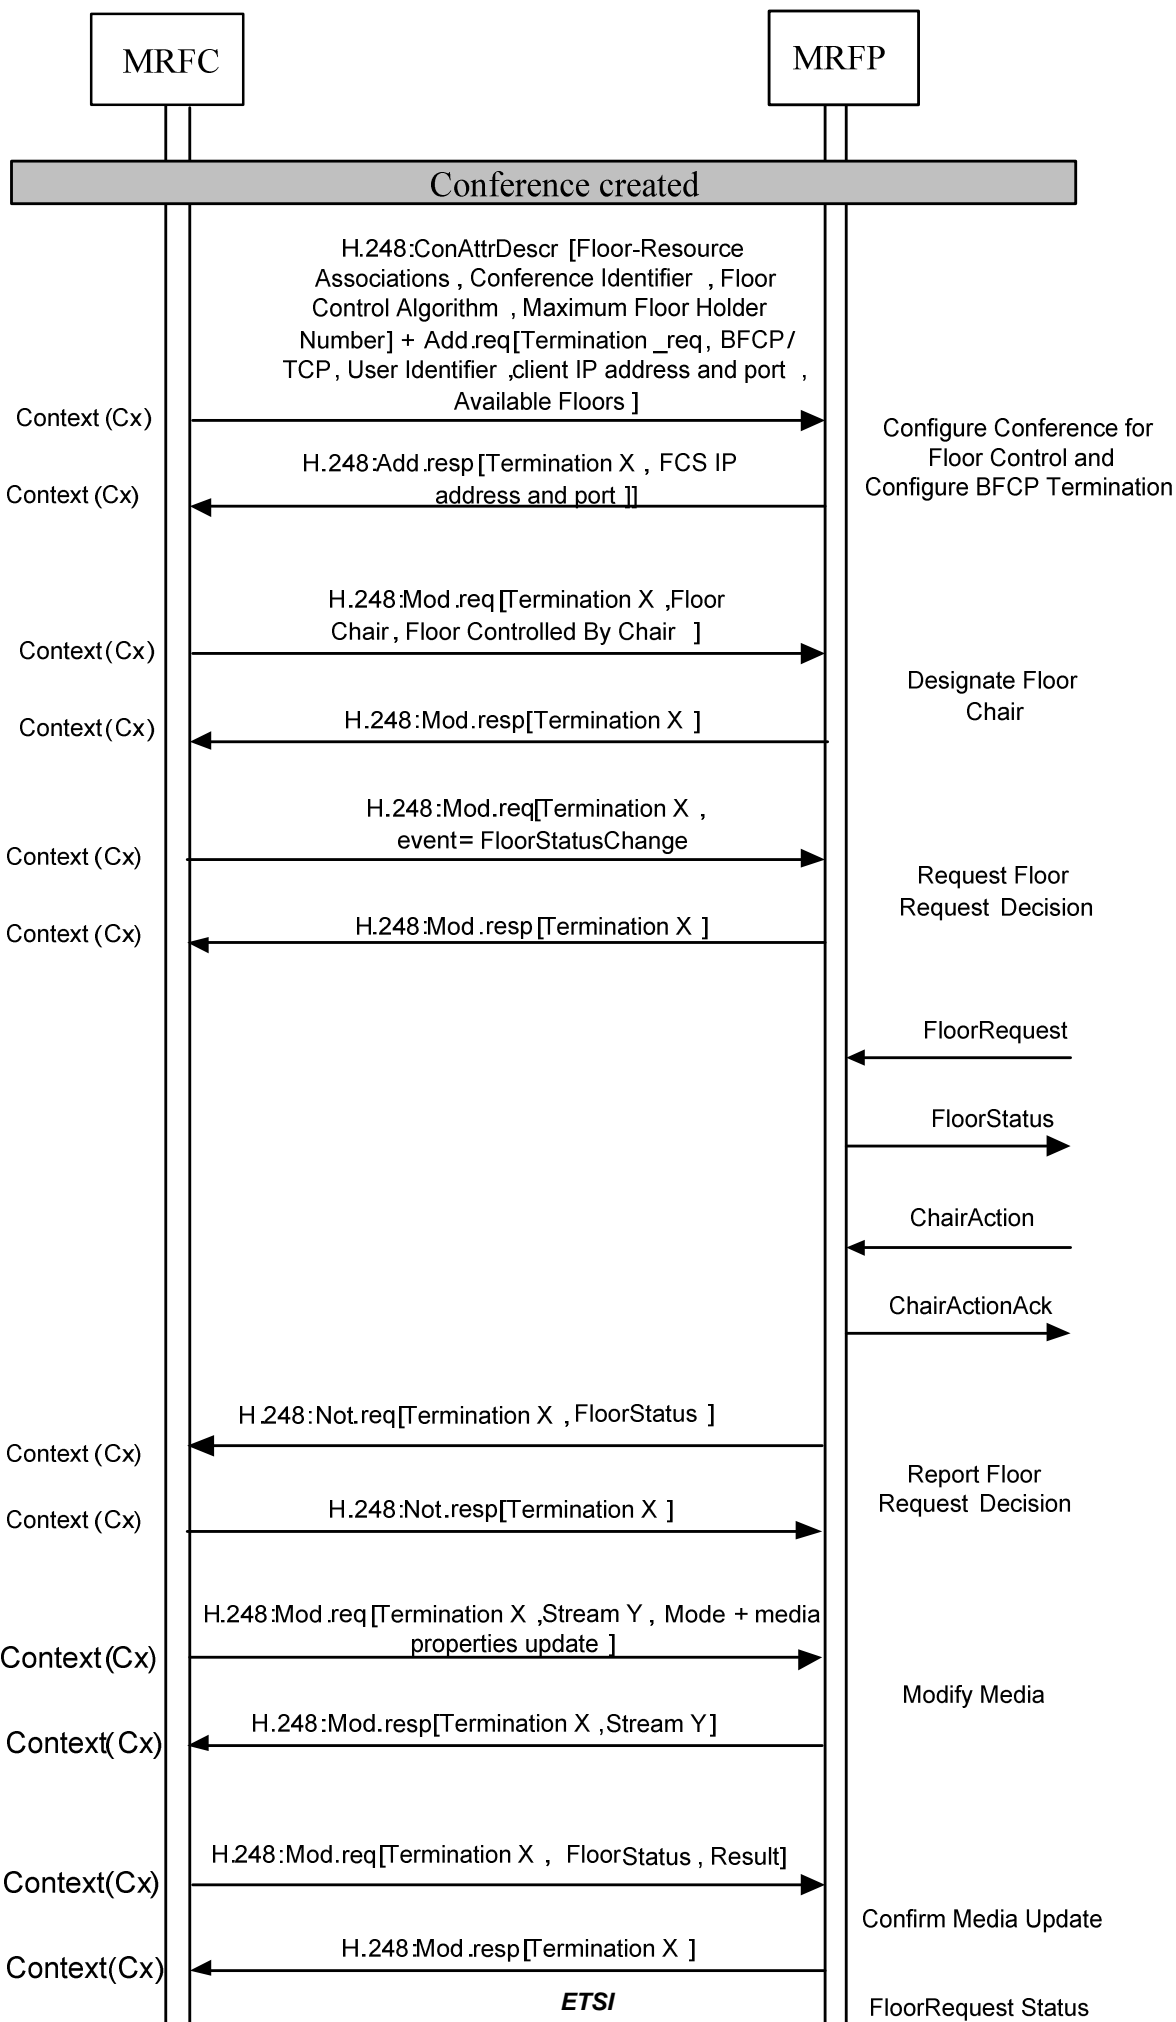 MRFC
MRFP
Conference created
H.248:ConAttrDescr [Floor-Resource
Associations , Conference Identifier , Floor
Control Algorithm , Maximum Floor Holder
Number] + Add.req[Termination _req, BFCP/
TCP, User Identifier ,client IP address and port ,
Available Floors ]
Context (Cx)
Configure Conference for
Floor Control and
Configure BFCP Termination
H.248:Add.resp[Termination X , FCS IP
address and port ]]
Context (Cx)
H.248:Mod.req[Termination X ,Floor
Chair, Floor Controlled By Chair ]
Context(Cx)
Designate Floor
Chair
H.248:Mod.resp[Termination X ]
Context(Cx)
H.248:Mod.req[Termination X ,
event= FloorStatusChange
Context (Cx)
Request Floor
Request Decision
H.248:Mod.resp[Termination X ]
Context (Cx)
FloorRequest
FloorStatus
ChairAction
ChairActionAck
H.248:Not.req[Termination X ,FloorStatus ]
Context (Cx)
Report Floor
Request Decision
H.248:Not.resp[Termination X ]
Context (Cx)
H.248:Mod.req[Termination X ,Stream Y, Mode + media
properties update ]
Context(Cx)
Modify Media
H.248:Mod.resp[Termination X ,Stream Y]
Context(Cx)
H.248:Mod.req[Termination X , FloorStatus , Result]
Context(Cx)
Confirm Media Update
H.248:Mod.resp[Termination X ]
Context(Cx)
ETSI
FloorRequest Status